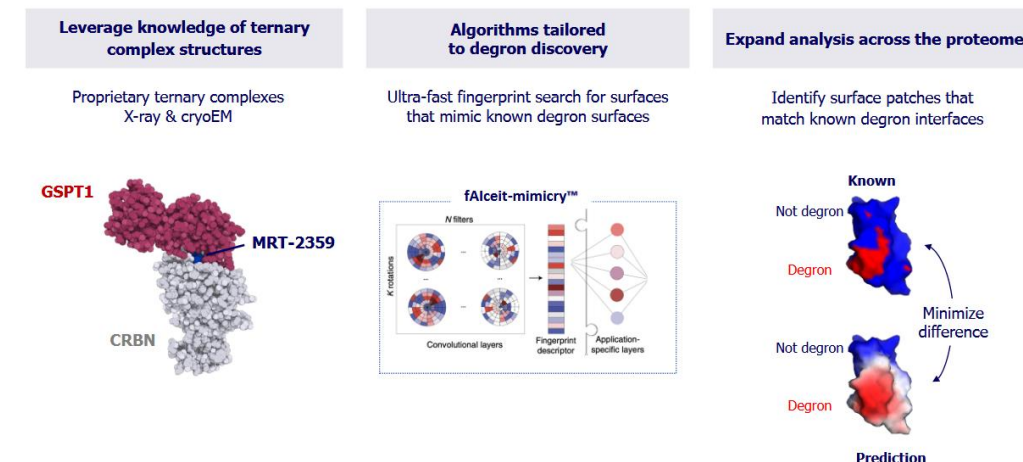 Leverage knowledge of ternary
complex structures
Proprietary ternary complexes
X-ray & cryoEM
GSPT1
MRT-2359
CRBN
Algorithms tailored
to degron discovery
Ultra-fast fingerprint search for surfaces
that mimic known degron surfaces
fAIceit-mimicry™
N filters
K rotations
Convolutional layers
Fingerprint
descriptor
Application-
specific layers
Expand analysis across the proteome
Identify surface patches that
match known degron interfaces
Known
Not degron
Degron
Minimize
difference
Not degron
Degron
Prediction